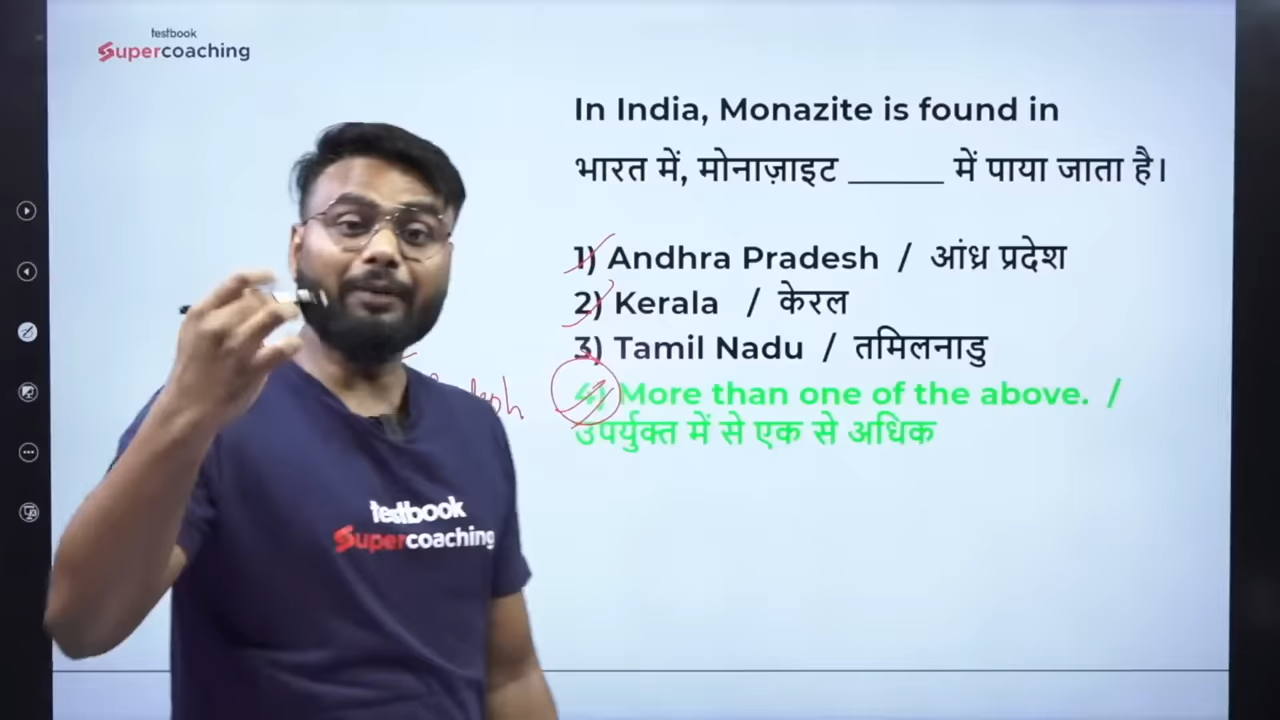 testbook
Supercoaching
In India, Monazite is found in
भारत में, मोनाज़ाइट ______ में पाया जाता है।
1) Andhra Pradesh / आंध्र प्रदेश
2) Kerala / केरल
3) Tamil Nadu / तमिलनाडु
4) More than one of the above. /
उपर्युक्त में से एक से अधिक
testbook
Supercoaching